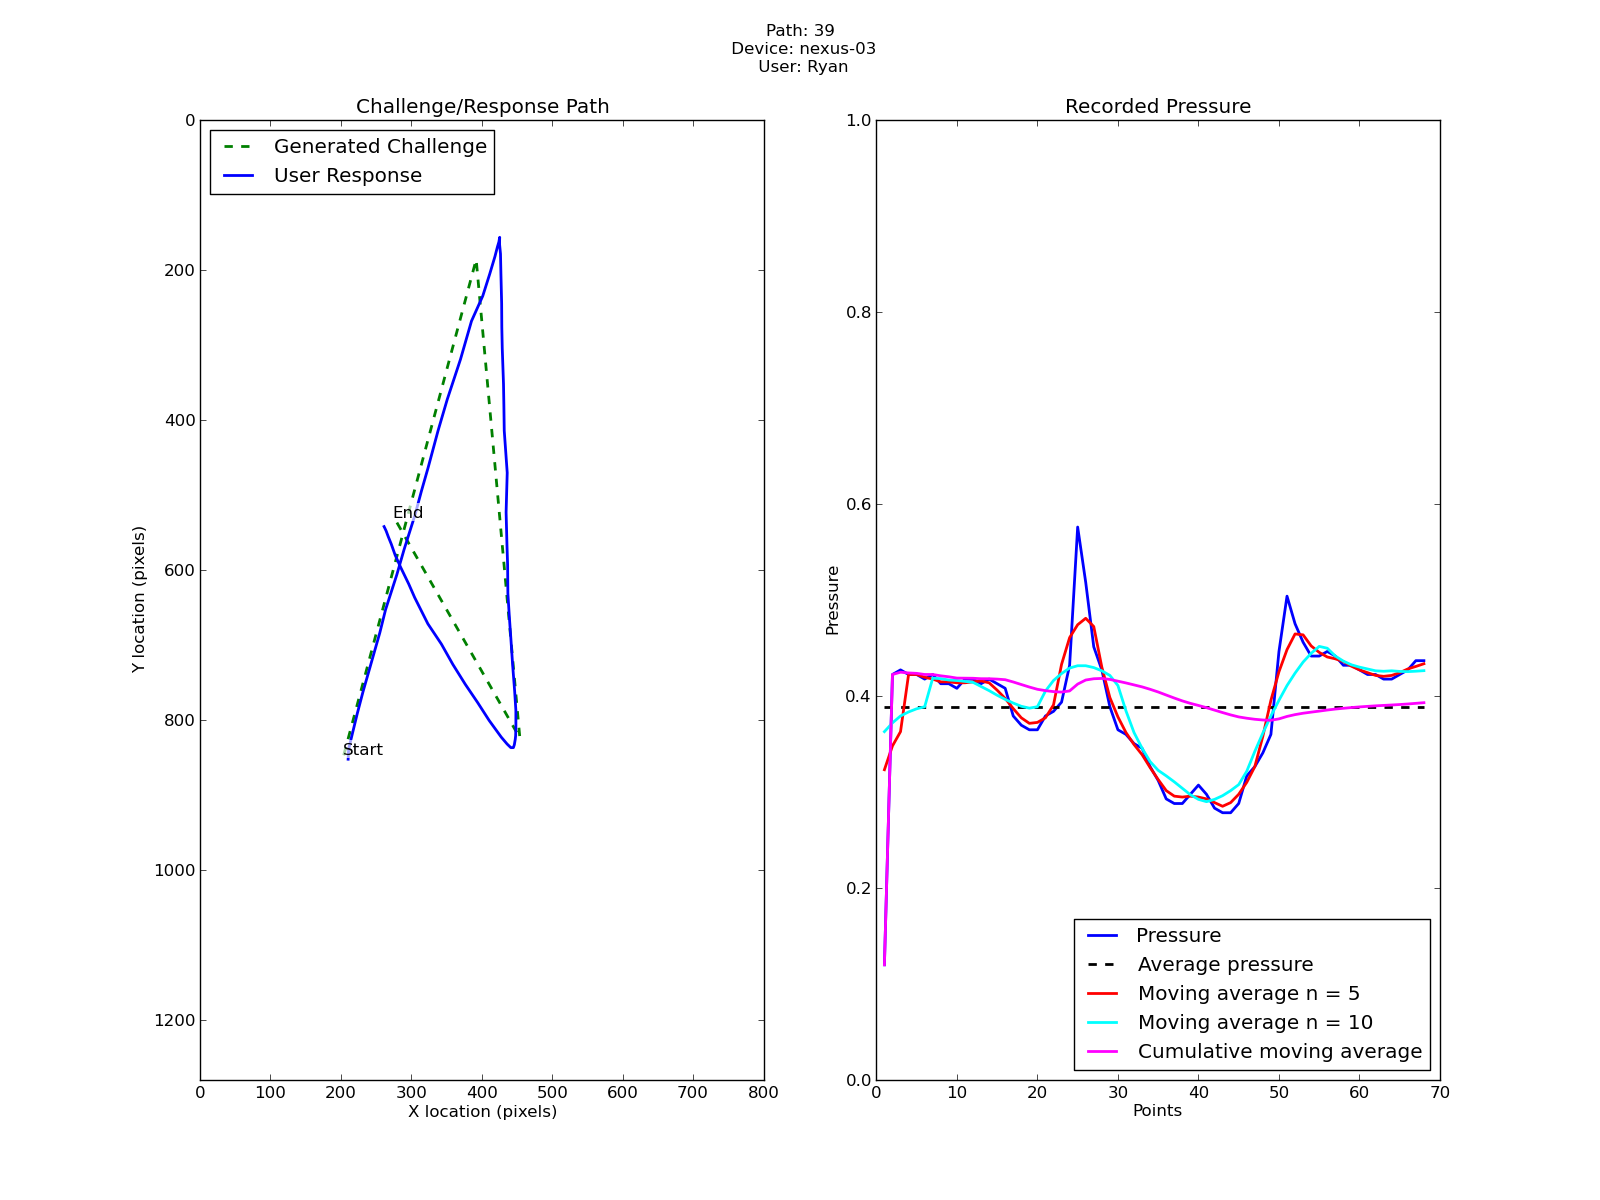 Path: 39
Device: nexus-03
User: Ryan
Challenge/Response Path
Generated Challenge
User Response
0
200
400
600
800
1000
1200
Y location (pixels)
End
Start
0 100 200 300 400 500 600 700 800
X location (pixels)
Recorded Pressure
1.0
0.8
0.6
0.4
0.2
0.0
Pressure
Pressure
Average pressure
Moving average n = 5
Moving average n = 10
Cumulative moving average
0 10 20 30 40 50 60 70
Points